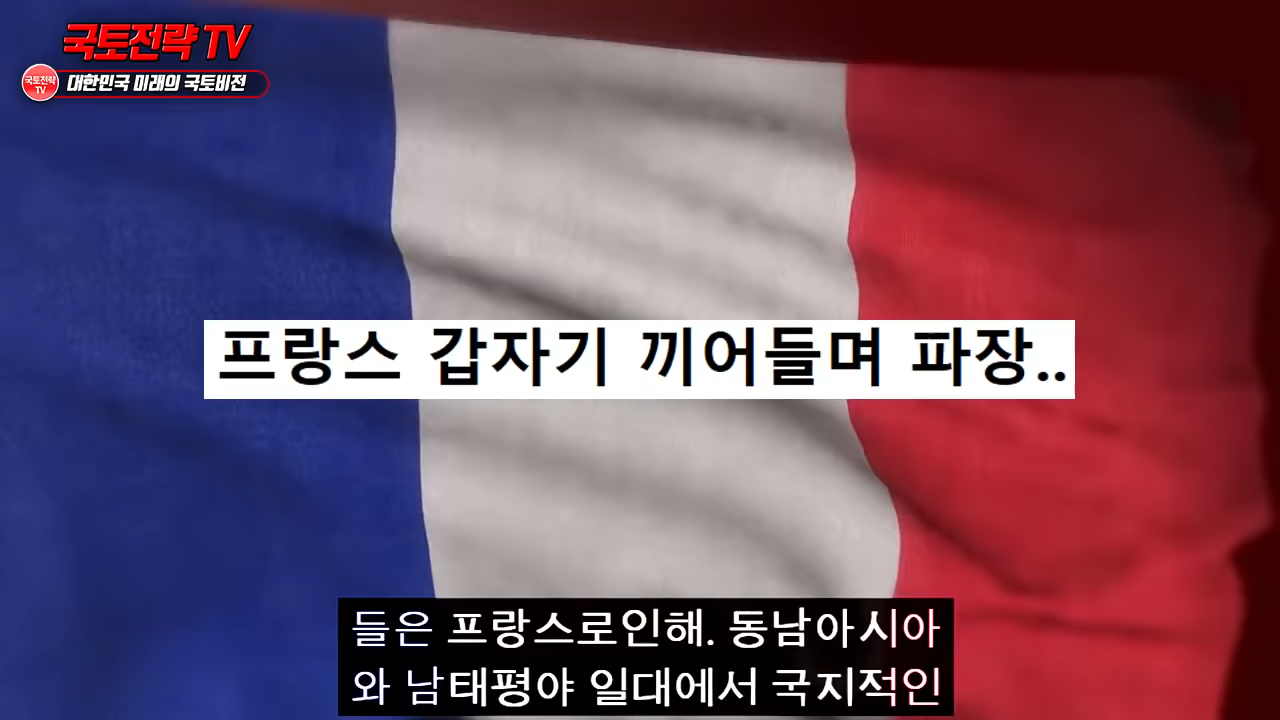 국토전략 TV
국토전략
TV
대한민국 미래의 국토비전
프랑스 갑자기 끼어들며 파장..
들은 프랑스로인해. 동남아시아
와 남태평야 일대에서 국지적인